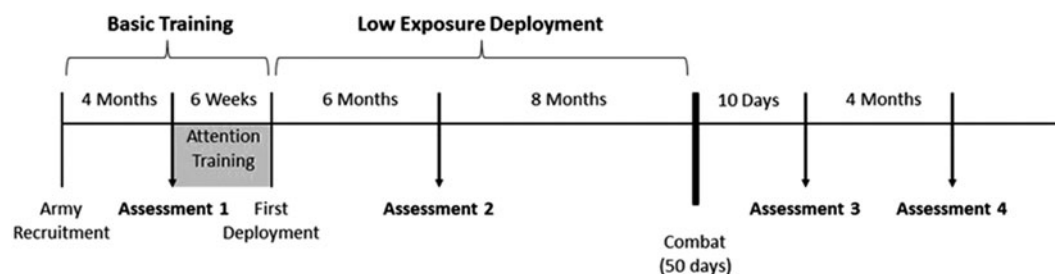 Basic Training
Low Exposure Deployment
4 Months
6 Weeks
6 Months
8 Months
10 Days
4 Months
Attention
Training
Army
Recruitment
Assessment 1
First
Deployment
Assessment 2
Combat
(50 days)
Assessment 3
Assessment 4